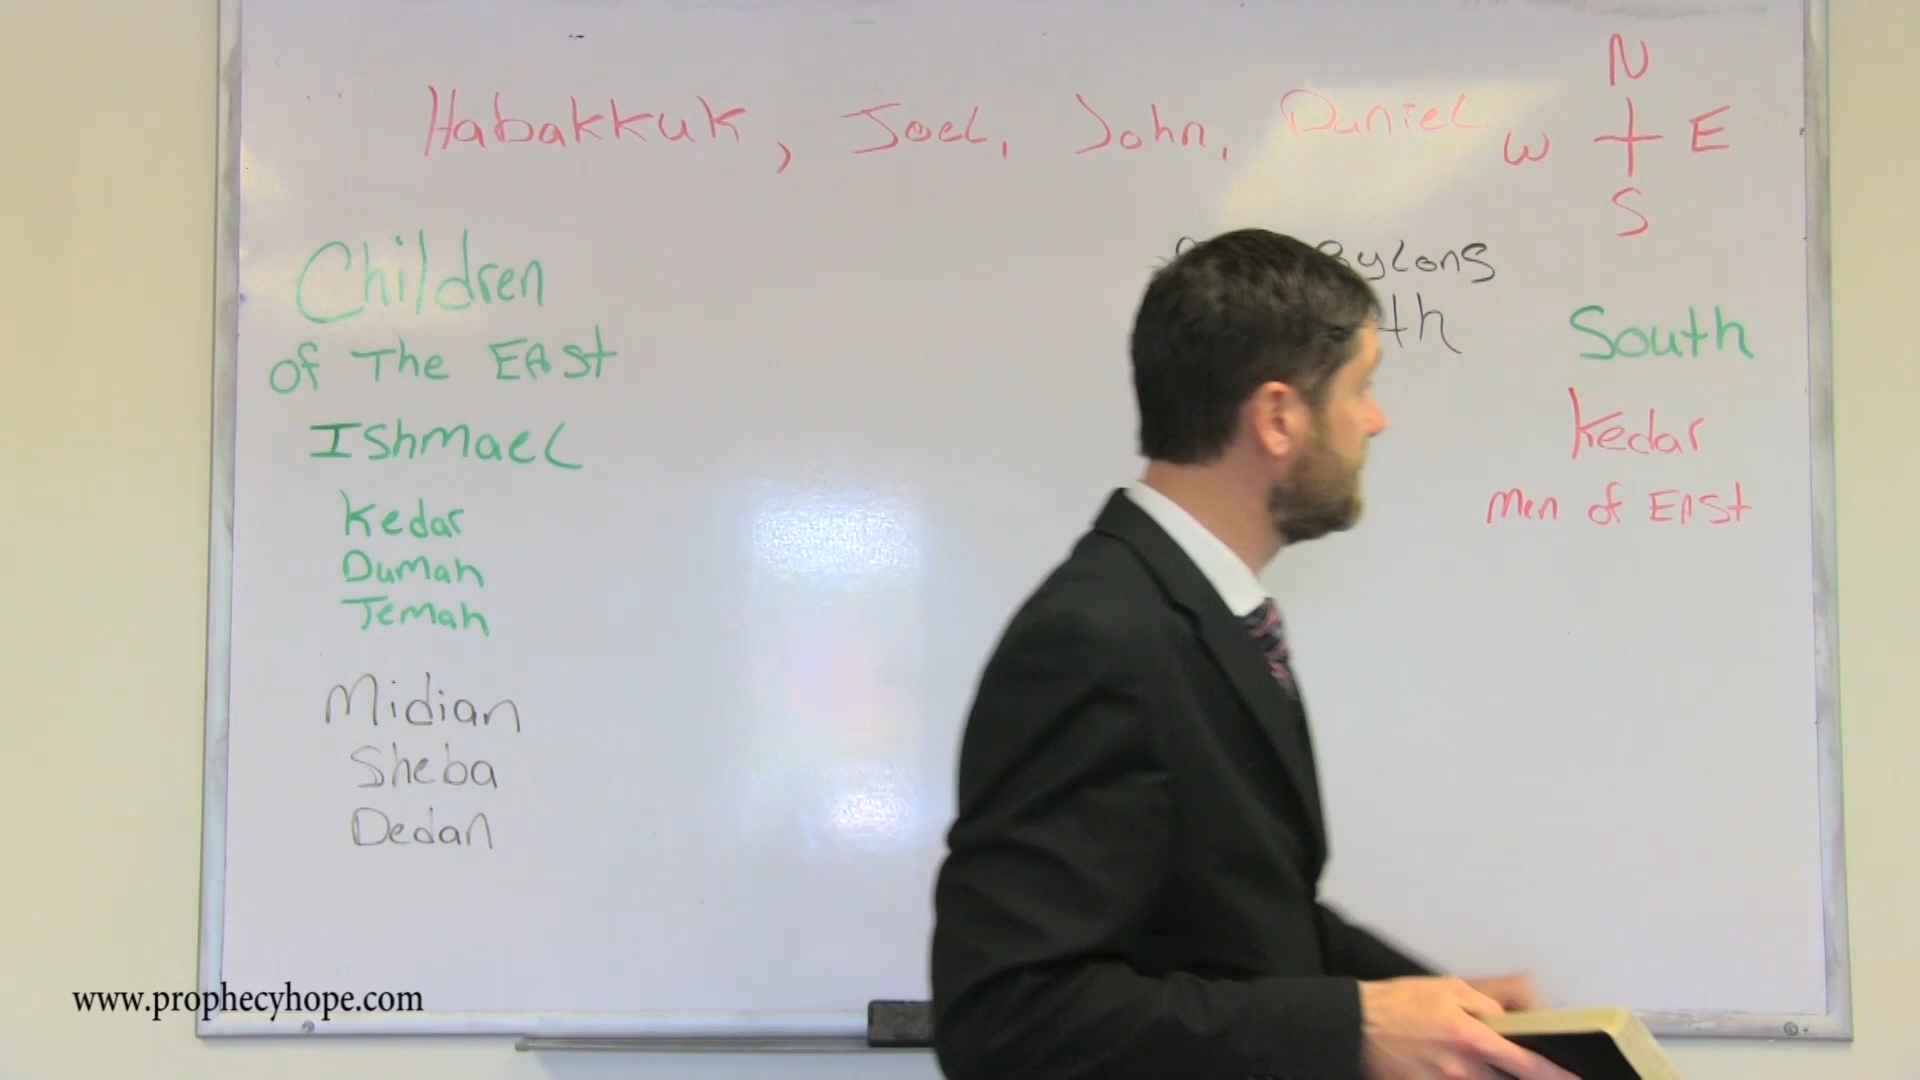 Habakkuk, Joel, John, Daniel
N
W E
S
Children
of The East
Ishmael
Kedar
Dumah
Temah
Midian
Sheba
Dedan
South
Kedar
Men of East
www.prophecyhope.com